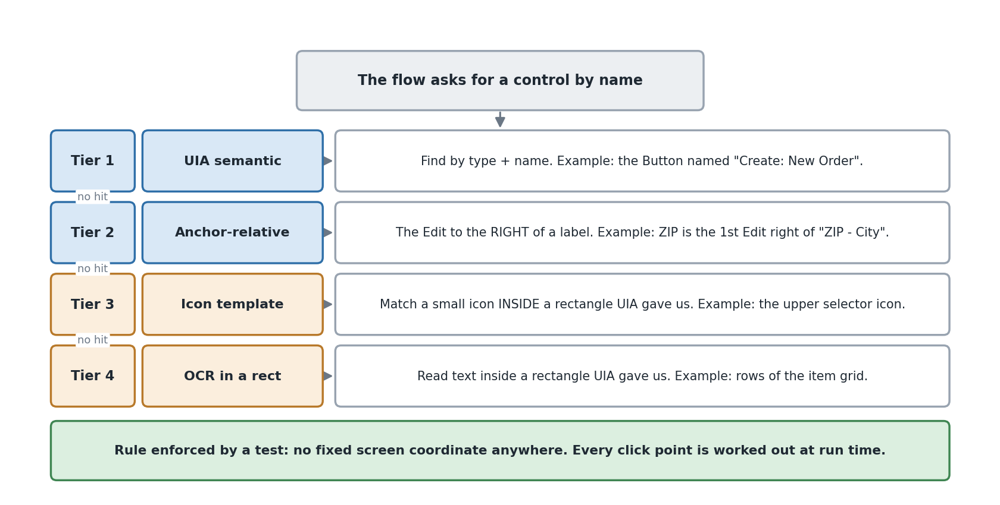 The flow asks for a control by name
Tier 1
UIA semantic
Find by type + name. Example: the Button named "Create: New Order".
no hit
Tier 2
Anchor-relative
The Edit to the RIGHT of a label. Example: ZIP is the 1st Edit right of "ZIP - City".
no hit
Tier 3
Icon template
Match a small icon INSIDE a rectangle UIA gave us. Example: the upper selector icon.
no hit
Tier 4
OCR in a rect
Read text inside a rectangle UIA gave us. Example: rows of the item grid.
Rule enforced by a test: no fixed screen coordinate anywhere. Every click point is worked out at run time.